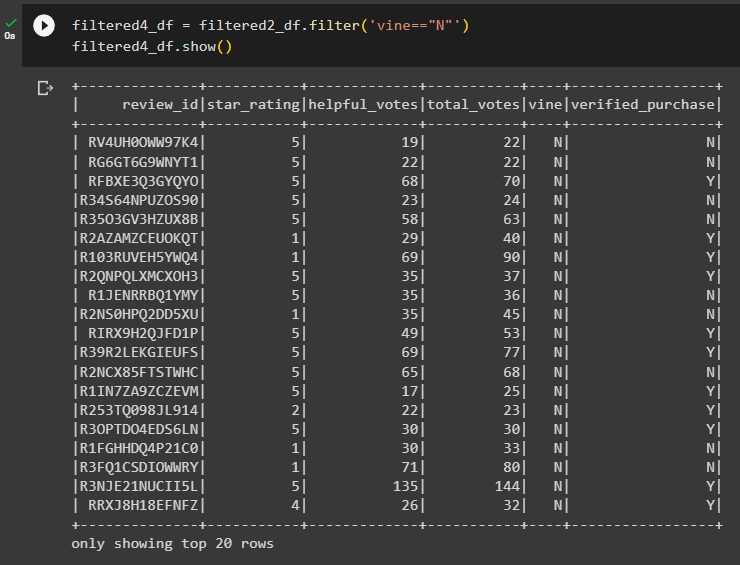 filtered4_df = filtered2_df.filter('vine=="N"')
filtered4_df.show()
0s
+--------------+-----------+-------------+-----------+----+-----------------+
|     review_id|star_rating|helpful_votes|total_votes|vine|verified_purchase|
+--------------+-----------+-------------+-----------+----+-----------------+
| RV4UH0OWW97K4|          5|           19|         22|   N|                N|
| RG6GT6G9WNYT1|          5|           22|         22|   N|                N|
| RFBXE3Q3GYQYO|          5|           68|         70|   N|                Y|
|R34S64NPUZOS90|          5|           23|         24|   N|                N|
|R35O3GV3HZUX8B|          5|           58|         63|   N|                N|
|R2AZAMZCEUOKQT|          1|           29|         40|   N|                Y|
|R103RUVEH5YWQ4|          1|           69|         90|   N|                Y|
|R2QNPQLXMCXOH3|          5|           35|         37|   N|                Y|
| R1JENRRBQ1YMY|          5|           35|         36|   N|                N|
|R2NS0HPQ2DD5XU|          1|           35|         45|   N|                N|
| RIRX9H2QJFD1P|          5|           49|         53|   N|                Y|
|R39R2LEKGIEUFS|          5|           69|         77|   N|                Y|
|R2NCX85FTSTWHC|          5|           65|         68|   N|                N|
|R1IN7ZA9ZCZEVM|          5|           17|         25|   N|                Y|
|R253TQ098JL914|          2|           22|         23|   N|                Y|
|R3OPTDO4EDS6LN|          5|           30|         30|   N|                Y|
|R1FGHHDQ4P21C0|          1|           30|         33|   N|                N|
|R3FQ1CSDIOWWRY|          1|           71|         80|   N|                N|
|R3NJE21NUCII5L|          5|          135|        144|   N|                Y|
| RRXJ8H18EFNFZ|          4|           26|         32|   N|                Y|
+--------------+-----------+-------------+-----------+----+-----------------+
only showing top 20 rows